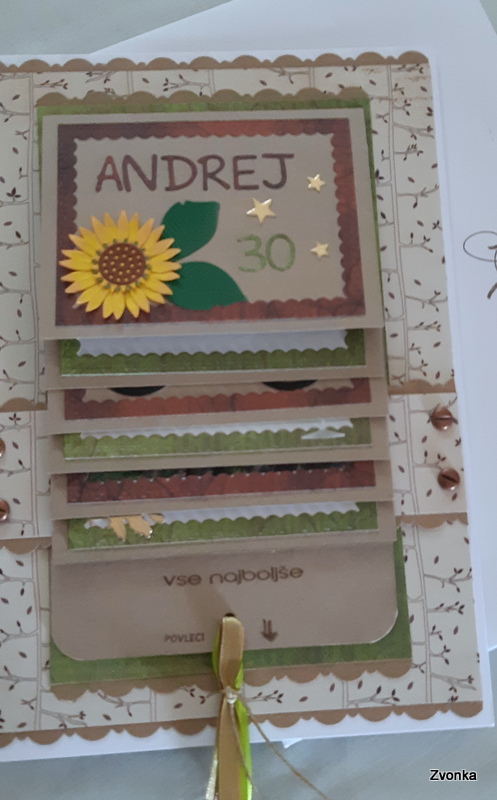 ANDREJ
30
vse najboljše
POVLECI
Zvonka